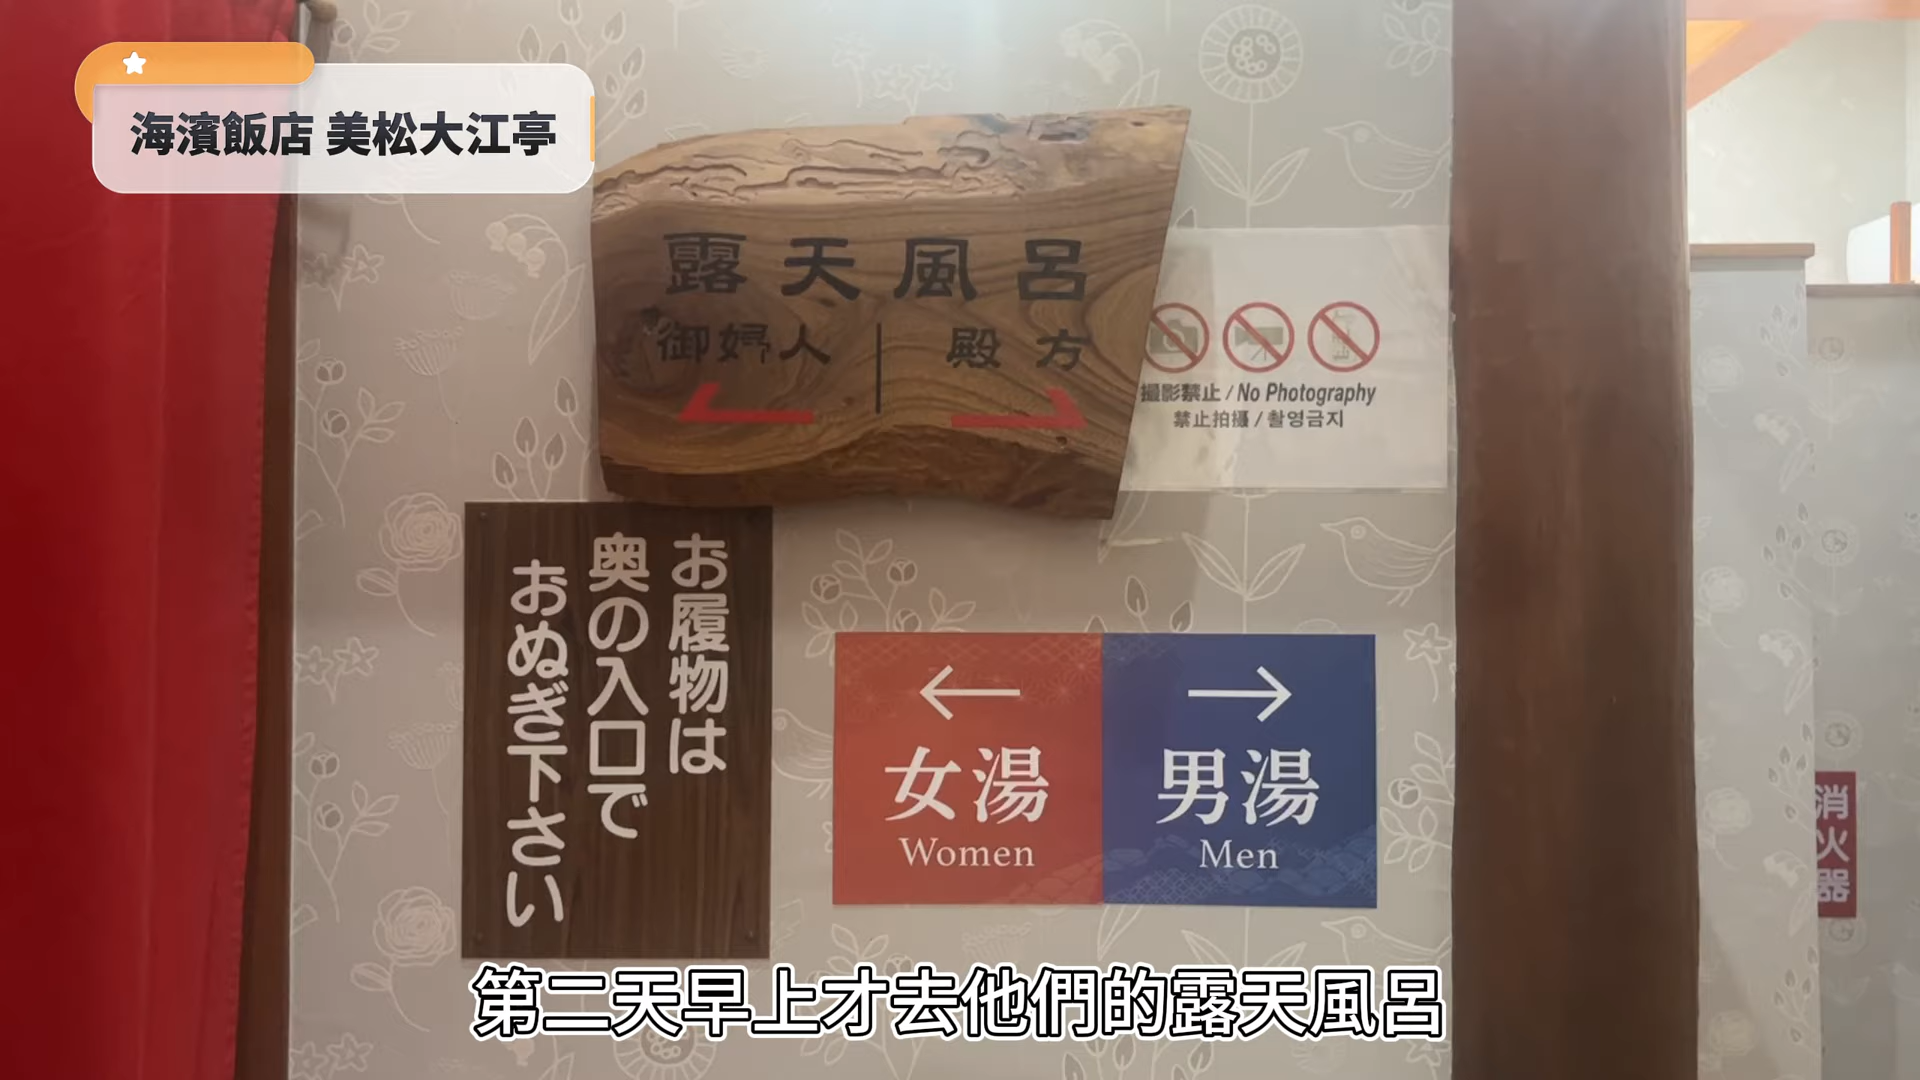 海濱飯店 美松大江亭
露天風呂
御婦人
殿方
撮影禁止 / No Photography
禁止拍攝 / 촬영금지
お履物は
奥の入口で
おぬぎ下さい
←
女湯
Women
→
男湯
Men
消火器
第二天早上才去他們的露天風呂